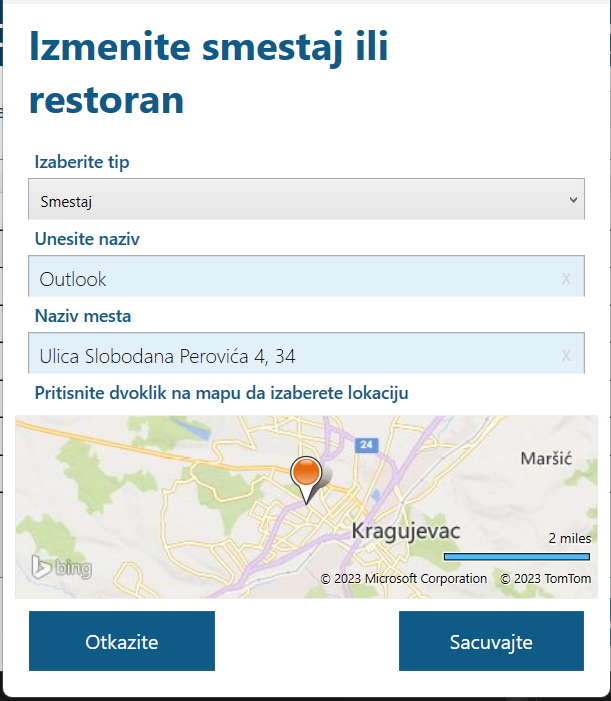 Izmenite smestaj ili
restoran
Izaberite tip
Smestaj
Unesite naziv
Outlook
X
Naziv mesta
Ulica Slobodana Perovića 4, 34
X
Pritisnite dvoklik na mapu da izaberete lokaciju
24
Maršić
Kragujevac
2 miles
bing
© 2023 Microsoft Corporation © 2023 TomTom
Otkazite
Sacuvajte